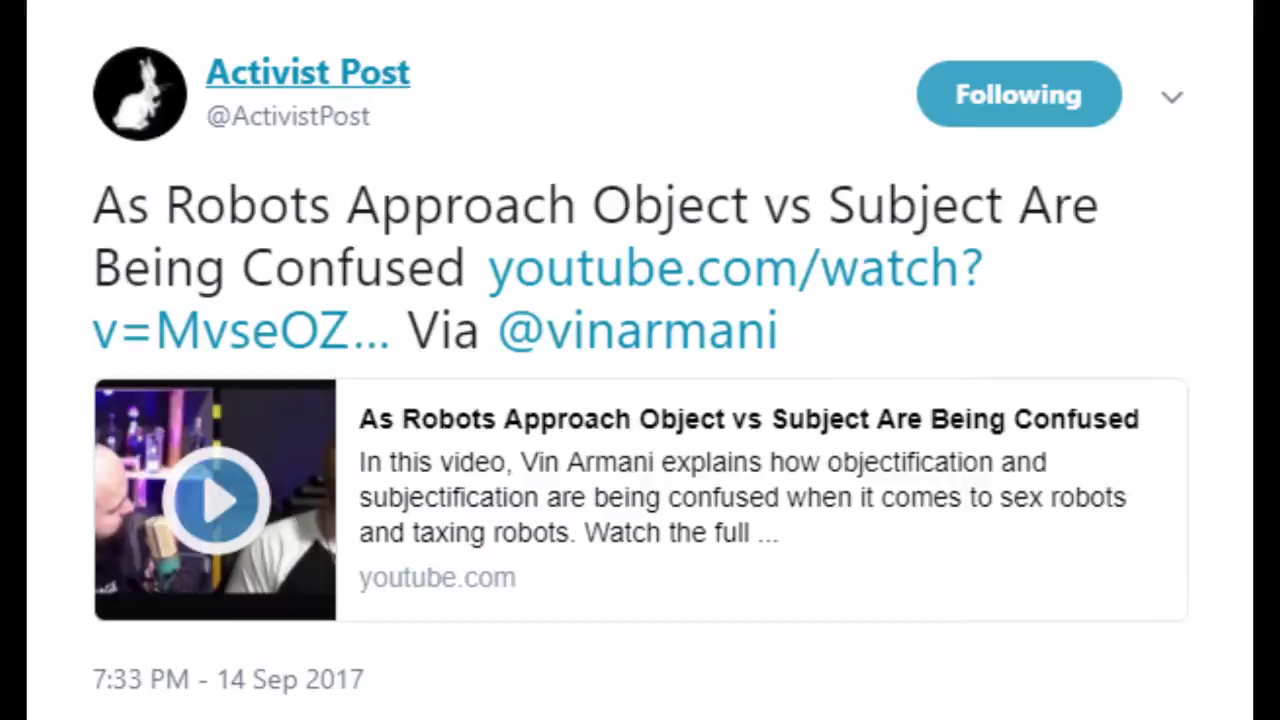 Activist Post
@ActivistPost
Following
As Robots Approach Object vs Subject Are
Being Confused youtube.com/watch?
v=MvseOZ... Via @vinarmani
As Robots Approach Object vs Subject Are Being Confused
In this video, Vin Armani explains how objectification and
subjectification are being confused when it comes to sex robots
and taxing robots. Watch the full ...
youtube.com
7:33 PM - 14 Sep 2017